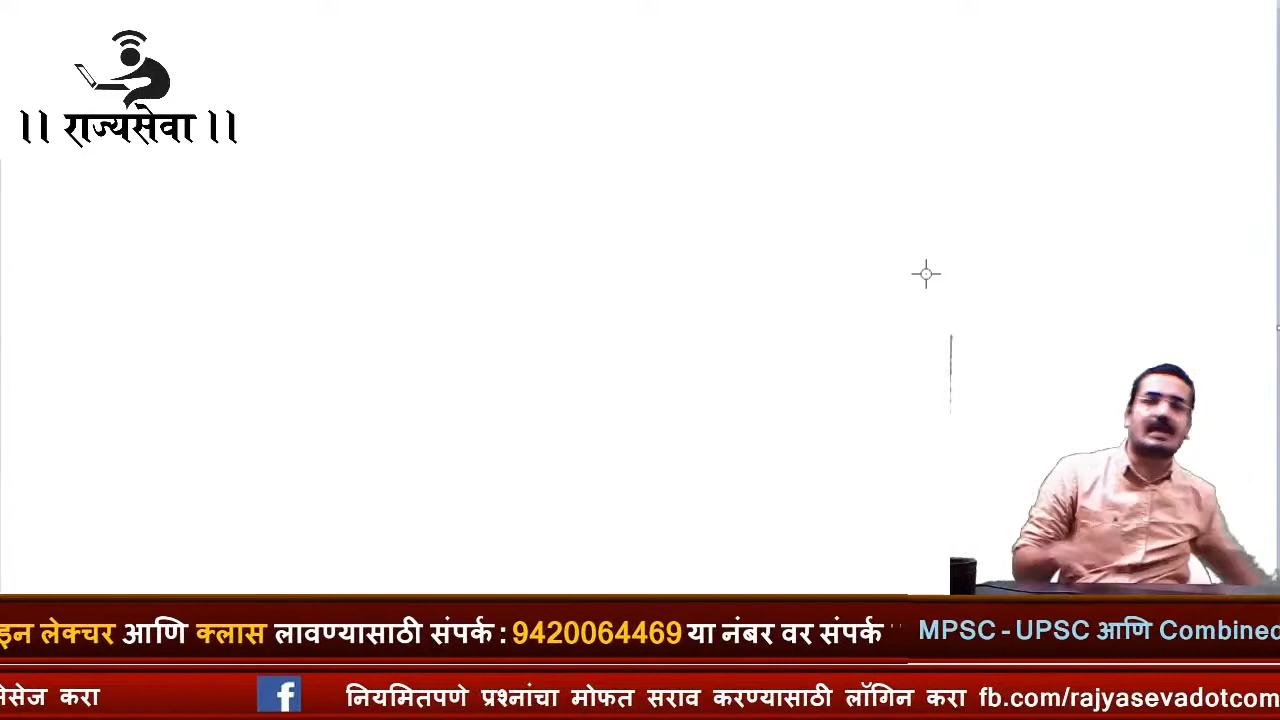 ।। राज्यसेवा ।।
इन लेक्चर आणि क्लास लावण्यासाठी संपर्क : 9420064469 या नंबर वर संपर्क
MPSC - UPSC आणि Combined
मेसेज करा
नियमितपणे प्रश्नांचा मोफत सराव करण्यासाठी लॉगिन करा fb.com/rajyasevadotcom